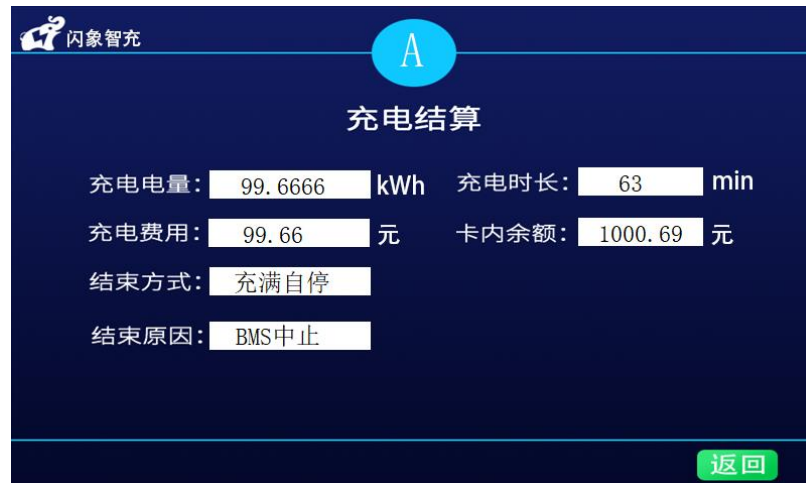 闪象智充
A
充电结算
充电电量: 99.6666 kWh 充电时长: 63 min
充电费用: 99.66 元 卡内余额: 1000.69 元
结束方式: 充满自停
结束原因: BMS中止
返回